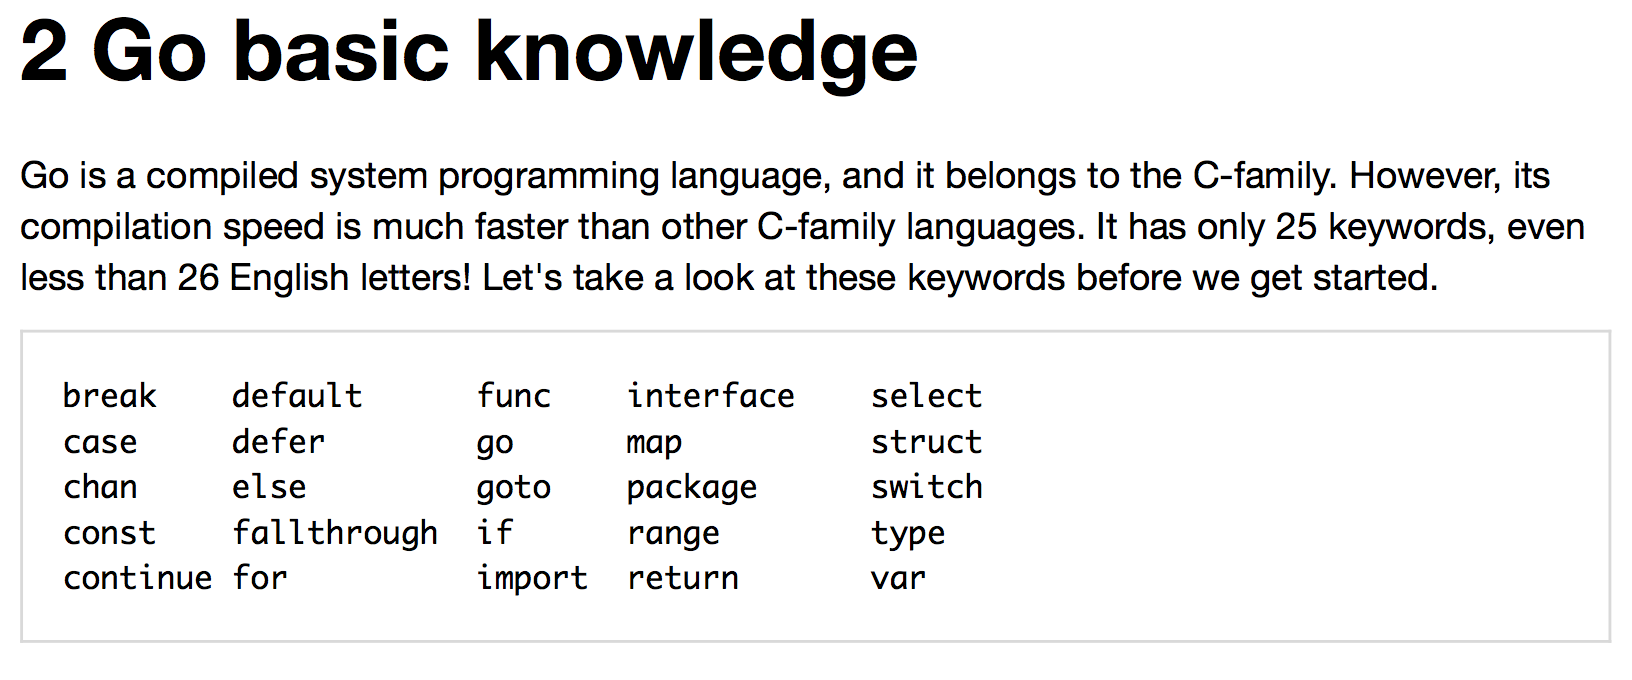 2 Go basic knowledge
Go is a compiled system programming language, and it belongs to the C-family. However, its
compilation speed is much faster than other C-family languages. It has only 25 keywords, even
less than 26 English letters! Let's take a look at these keywords before we get started.
break default func interface select
case defer go map struct
chan else goto package switch
const fallthrough if range type
continue for import return var